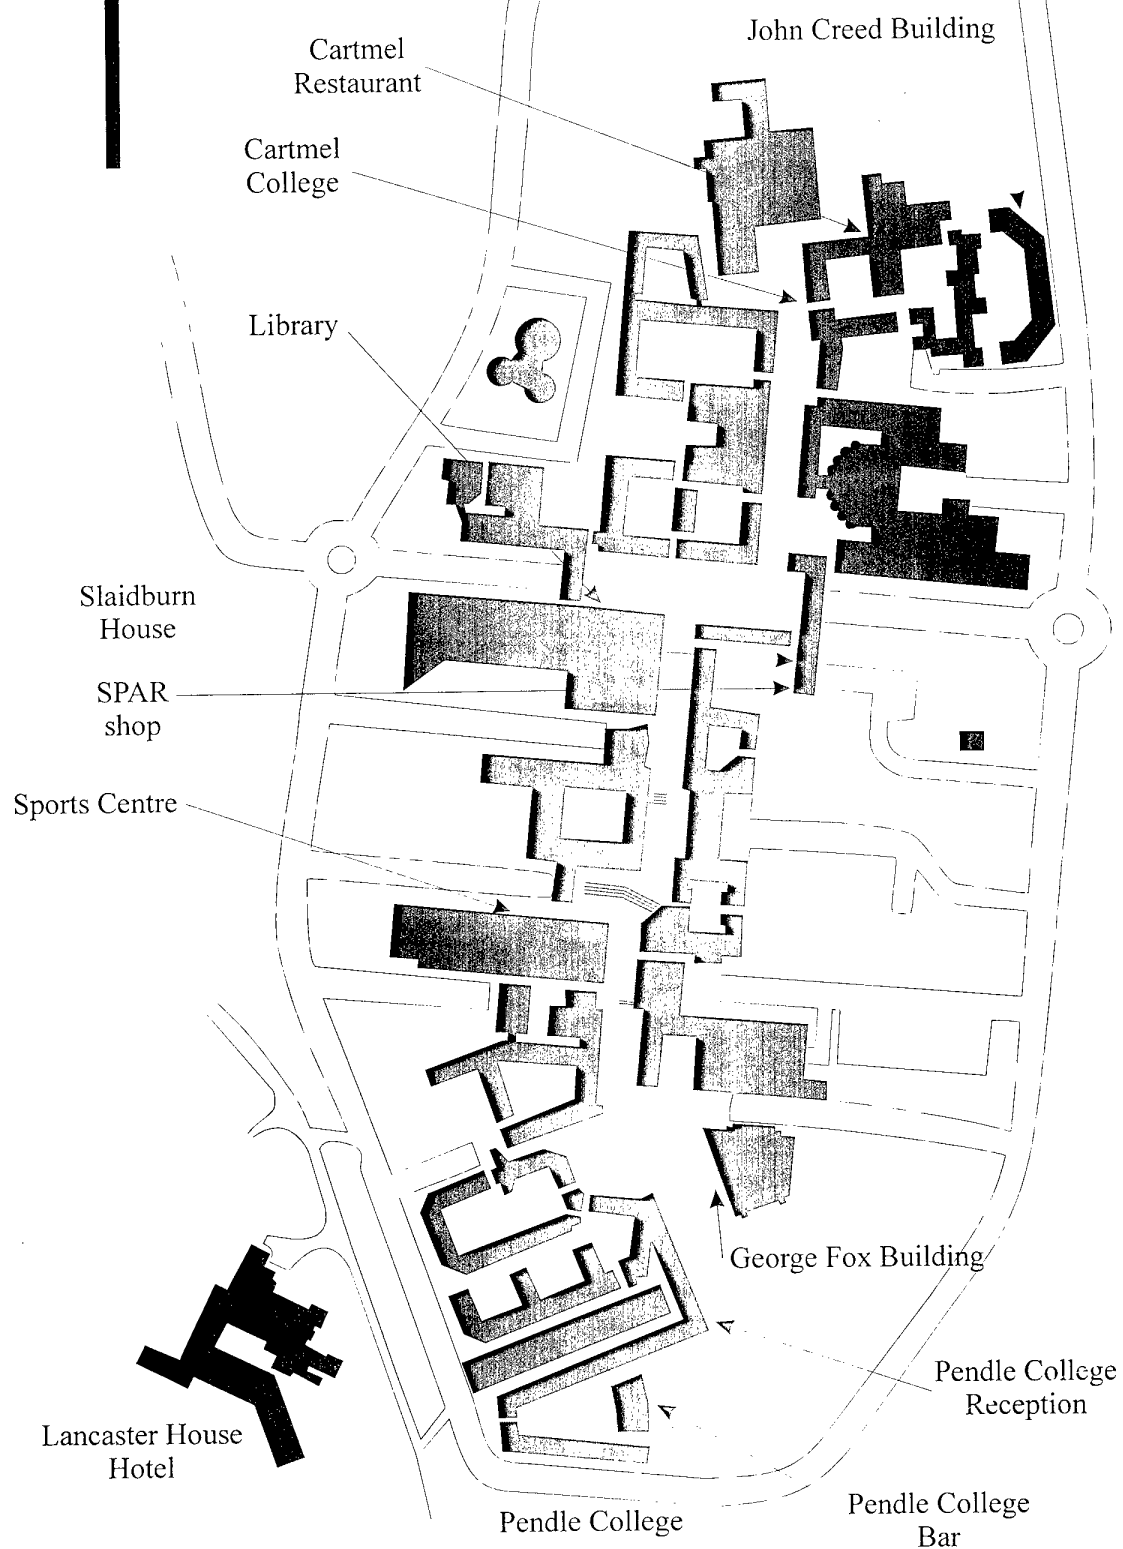 John Creed Building
Cartmel
Restaurant
Cartmel
College
Library
Slaidburn
House
SPAR
shop
Sports Centre
George Fox Building
Pendle College
Reception
Lancaster House
Hotel
Pendle College
Pendle College
Bar